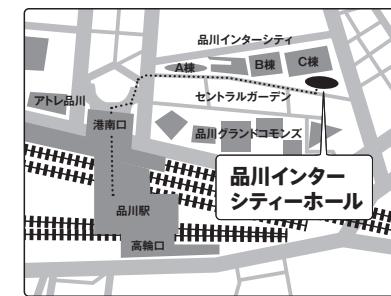 品川インターシティ
A棟
B棟
C棟
アトレ品川
セントラルガーデン
港南口
品川グランドコモンズ
品川インター
シティーホール
品川駅
高輪口